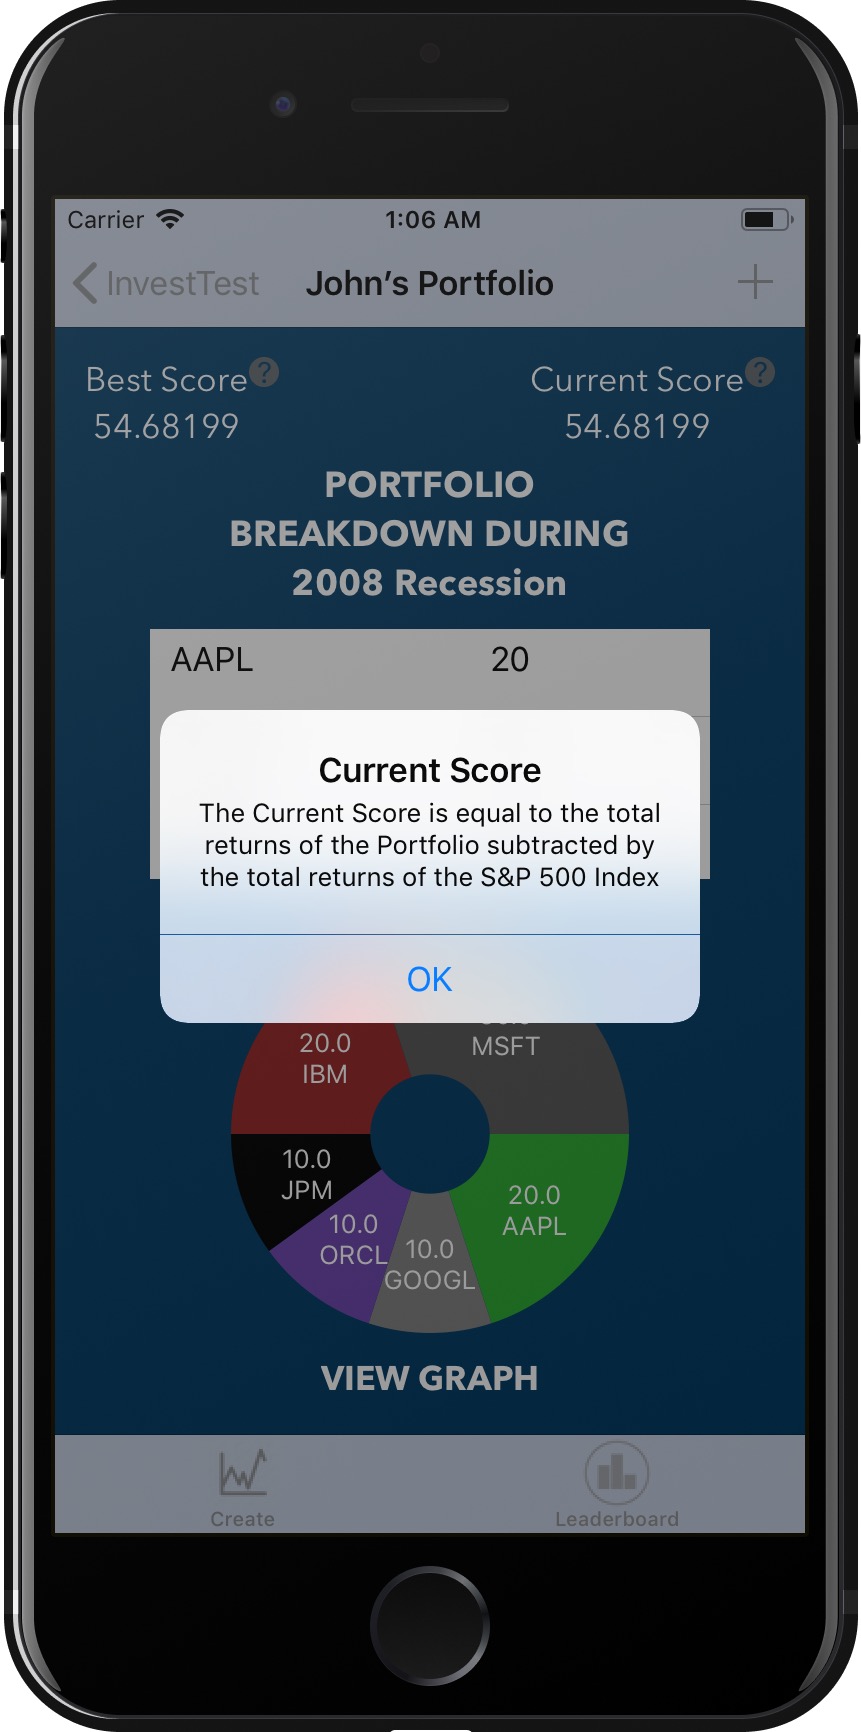 Carrier
1:06 AM
InvestTest
John's Portfolio
Best Score ?
Current Score ?
54.68199
54.68199
PORTFOLIO
BREAKDOWN DURING
2008 Recession
AAPL
20
Current Score
The Current Score is equal to the total
returns of the Portfolio subtracted by
the total returns of the S&P 500 Index
OK
20.0
IBM
MSFT
10.0
JPM
20.0
AAPL
10.0
ORCL
10.0
GOOGL
VIEW GRAPH
Create
Leaderboard